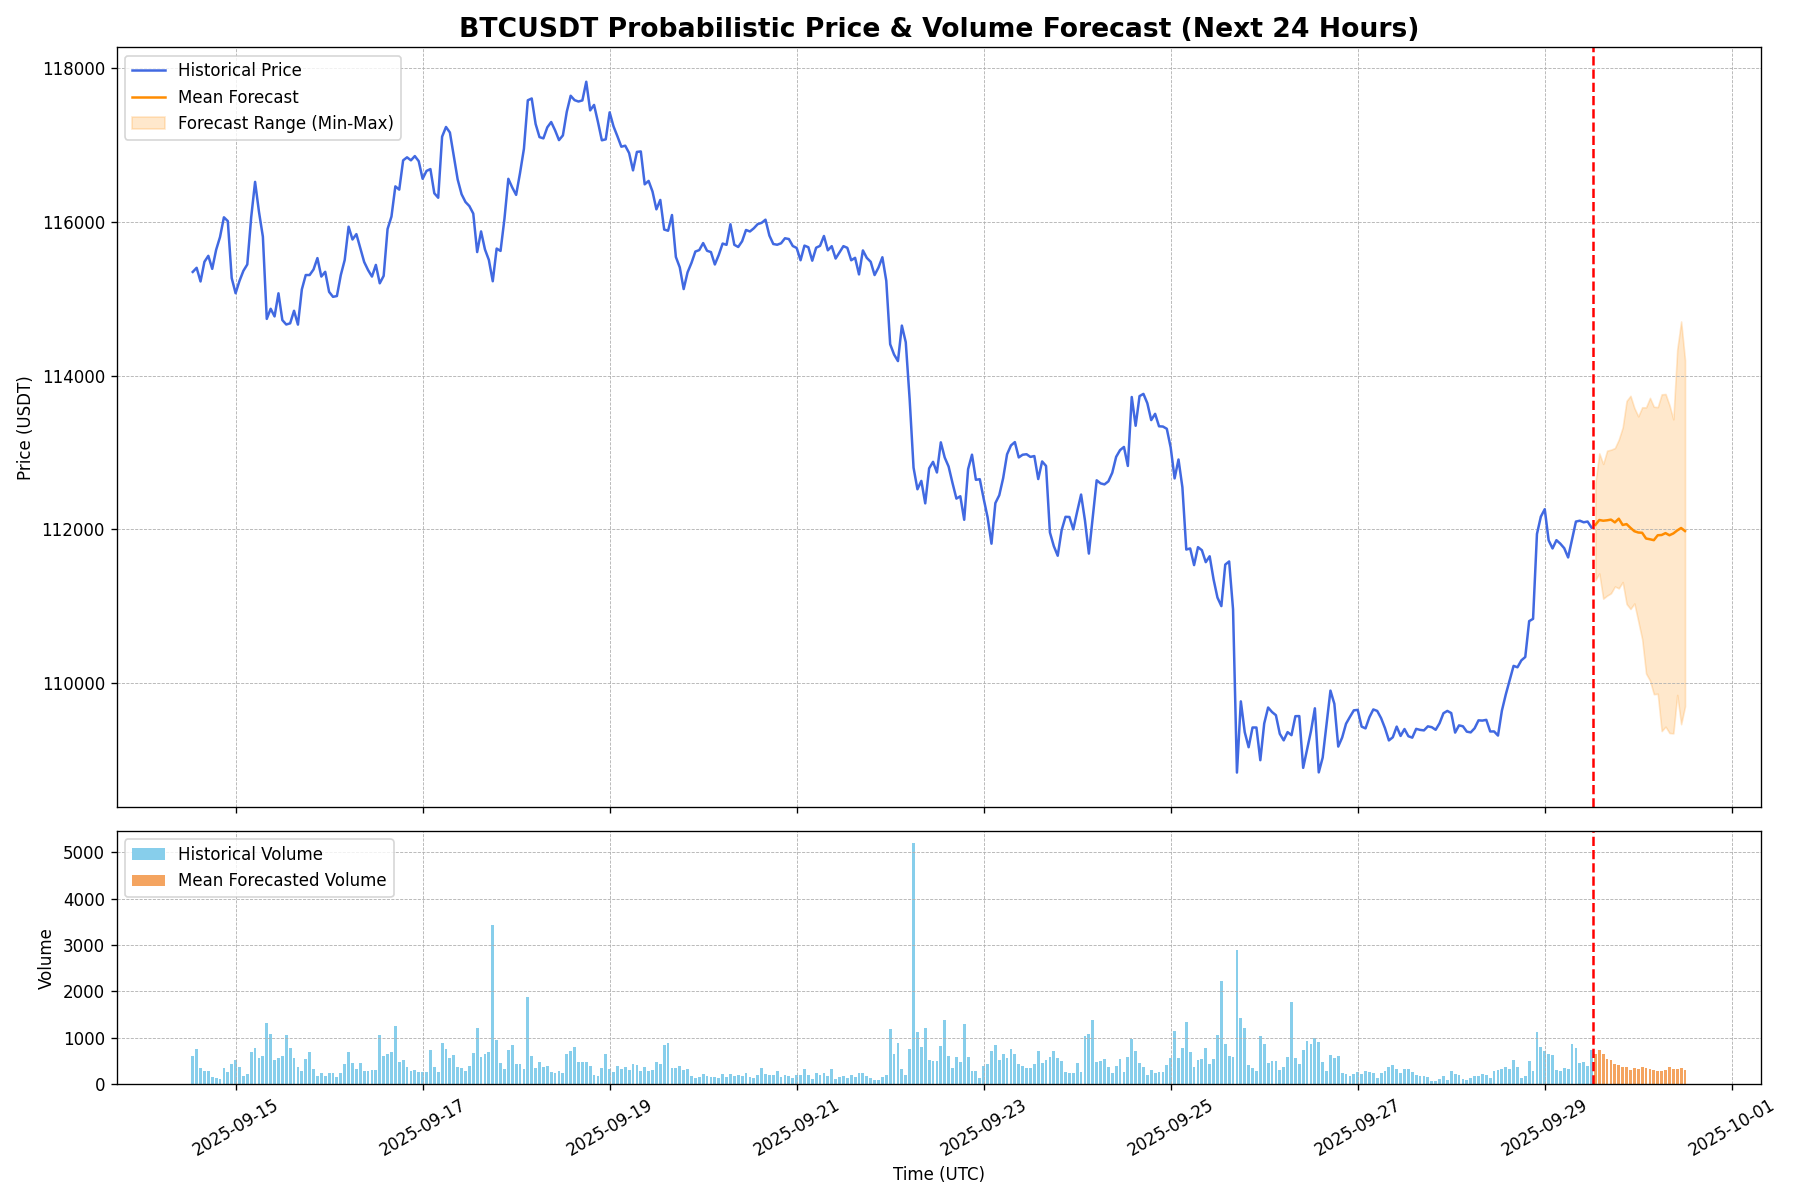 BTCUSDT Probabilistic Price & Volume Forecast (Next 24 Hours)
Historical Price
Mean Forecast
Forecast Range (Min-Max)
Price (USDT)
118000
116000
114000
112000
110000
Historical Volume
Mean Forecasted Volume
Volume
5000
4000
3000
2000
1000
0
2025-09-15
2025-09-17
2025-09-19
2025-09-21
2025-09-23
2025-09-25
2025-09-27
2025-09-29
2025-10-01
Time (UTC)